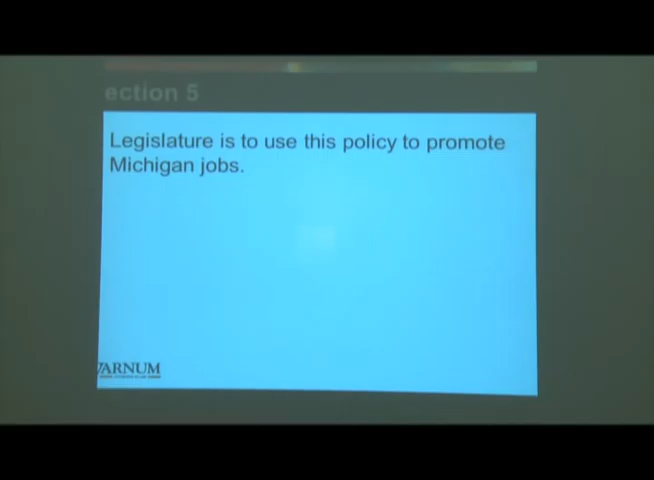 ection 5
Legislature is to use this policy to promote
Michigan jobs.
VARNUM